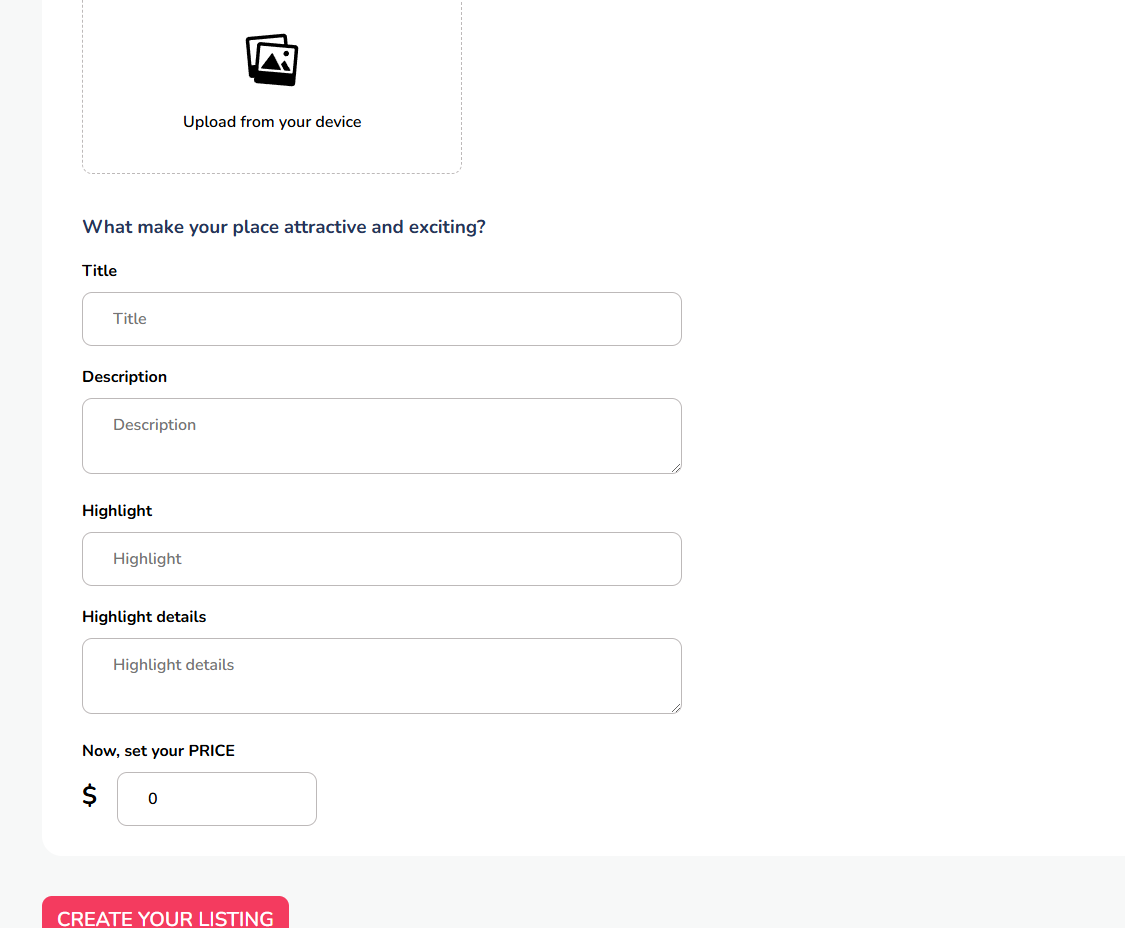 Upload from your device
What make your place attractive and exciting?
Title
Title
Description
Description
Highlight
Highlight
Highlight details
Highlight details
Now, set your PRICE
$ 0
CREATE YOUR LISTING